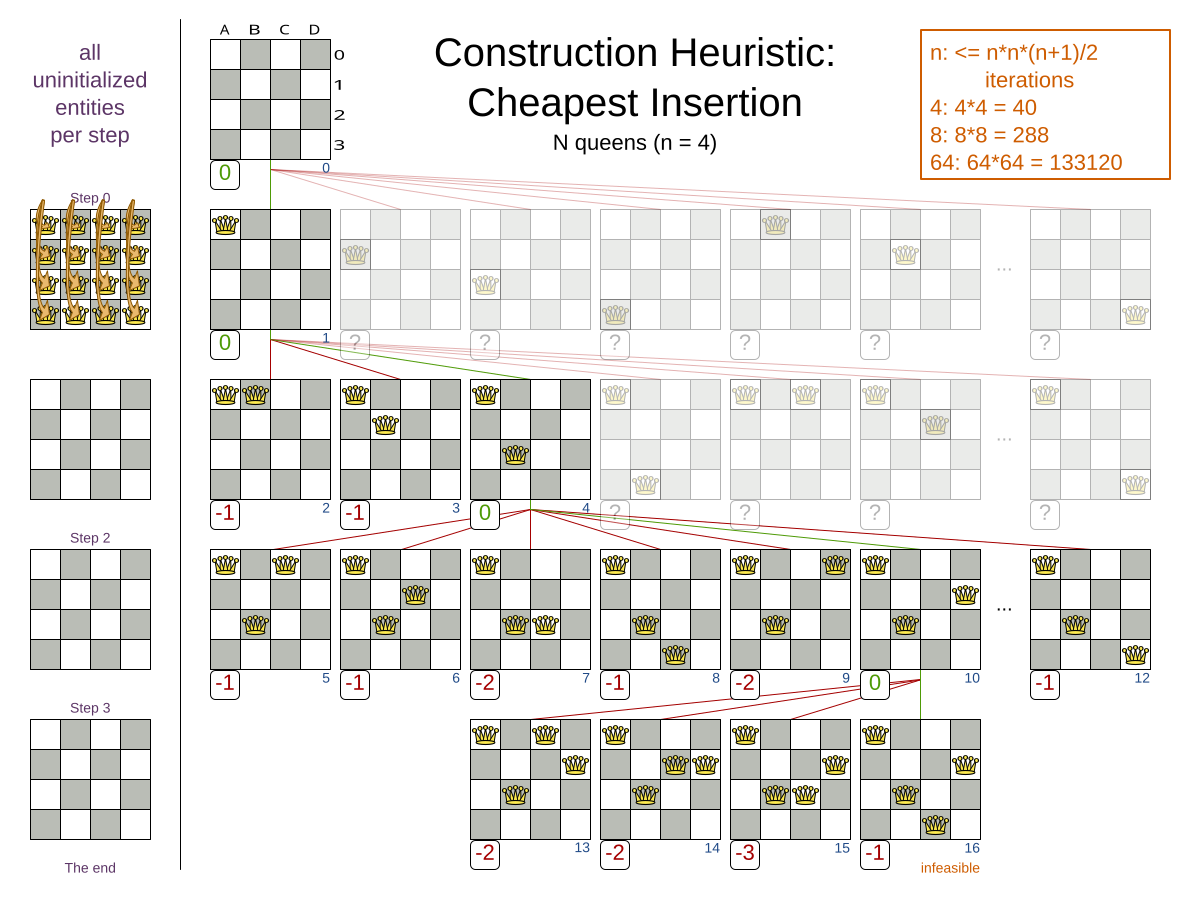 all
uninitialized
entities
per step
A B C D
0
1
2
3
Construction Heuristic:
Cheapest Insertion
N queens (n = 4)
n: <= n*n*(n+1)/2
iterations
4: 4*4 = 40
8: 8*8 = 288
64: 64*64 = 133120
0 0
Step 0
...
0 1 ? ? ? ? ? ?
...
-1 2 -1 3 0 4 ? ? ? ?
Step 2
...
-1 5 -1 6 -2 7 -1 8 -2 9 0 10 -1 12
Step 3
-2 13 -2 14 -3 15 -1 16
The end
infeasible